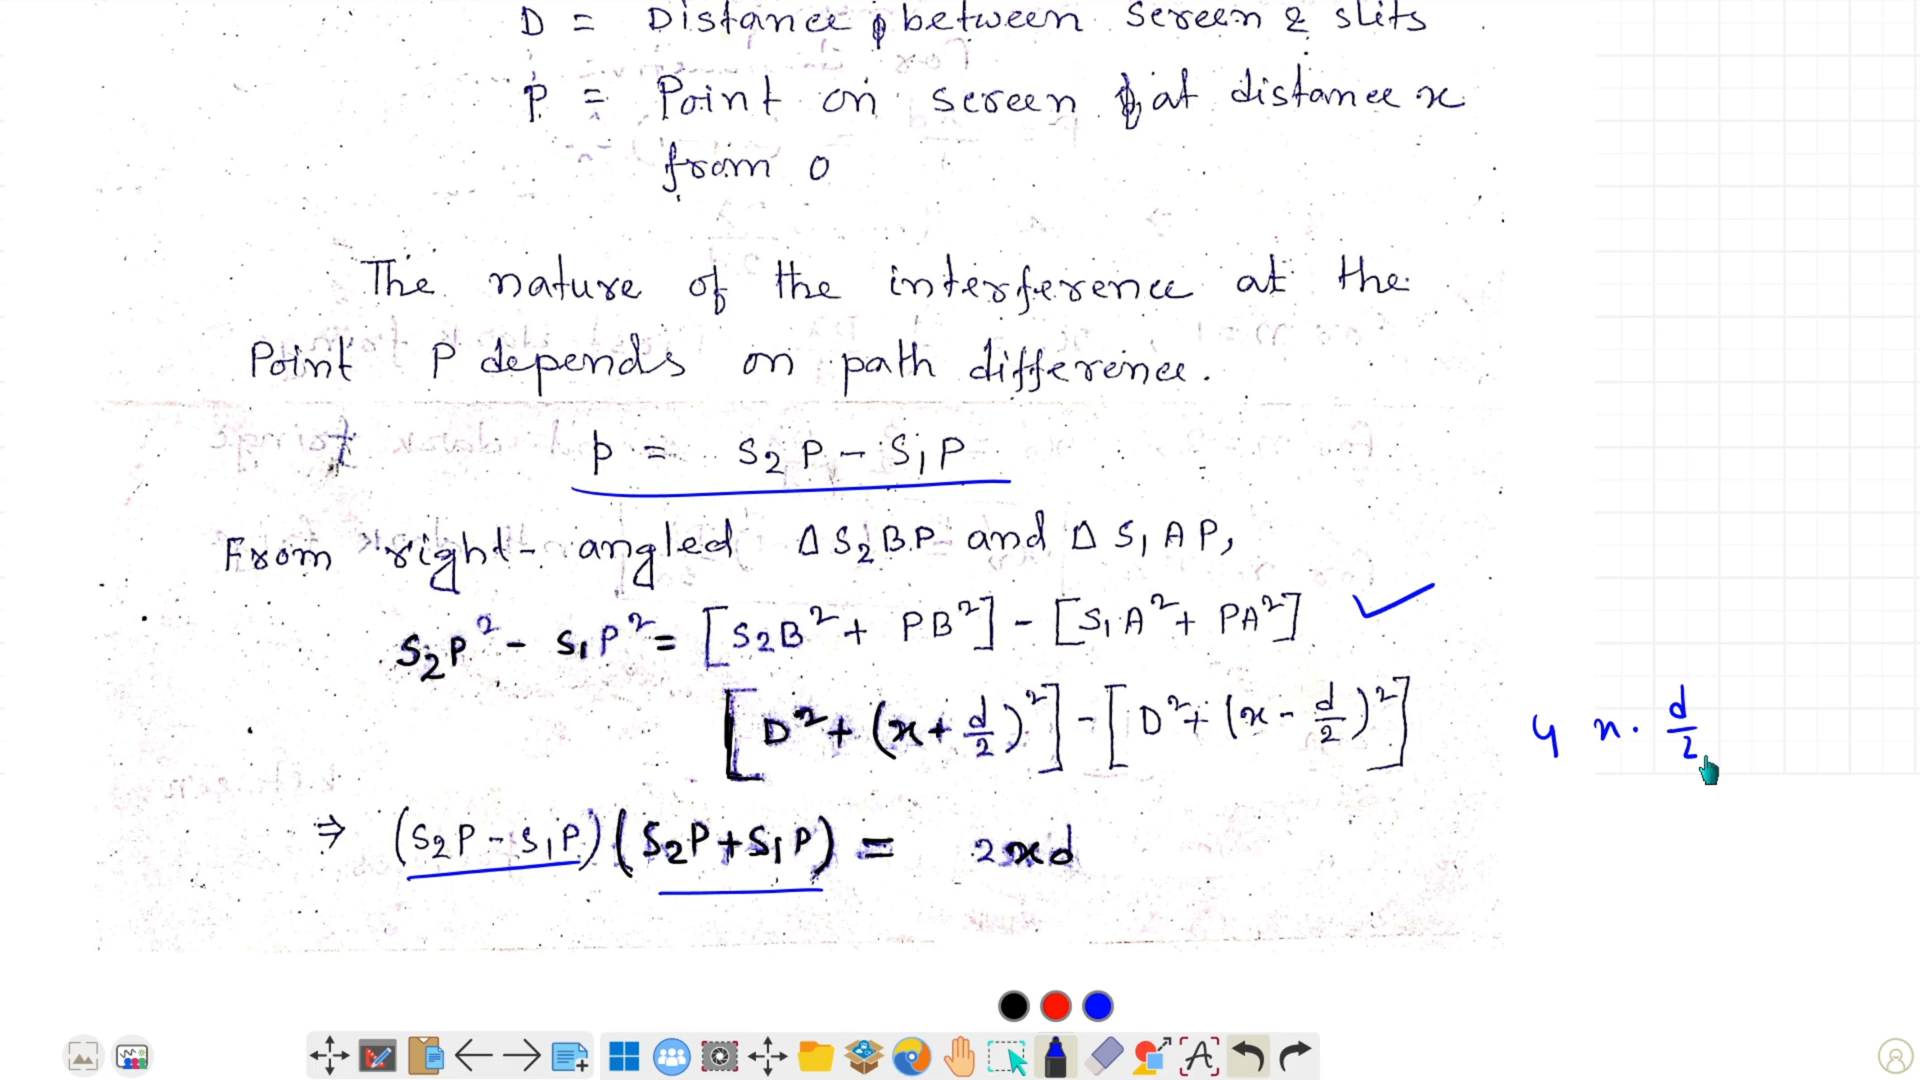 D = Distance between screen & slits
P = Point on screen at distance x
from O
The nature of the interference at the
Point P depends on path difference.
p = S₂P - S₁P
From right-angled Δ S₂BP and Δ S₁AP,
S₂P² - S₁P² = [S₂B² + PB²] - [S₁A² + PA²] ✓
[D² + (x + d/2)²] - [D² + (x - d/2)²] 4 x · d/2
⇒ (S₂P - S₁P)(S₂P + S₁P) = 2xd